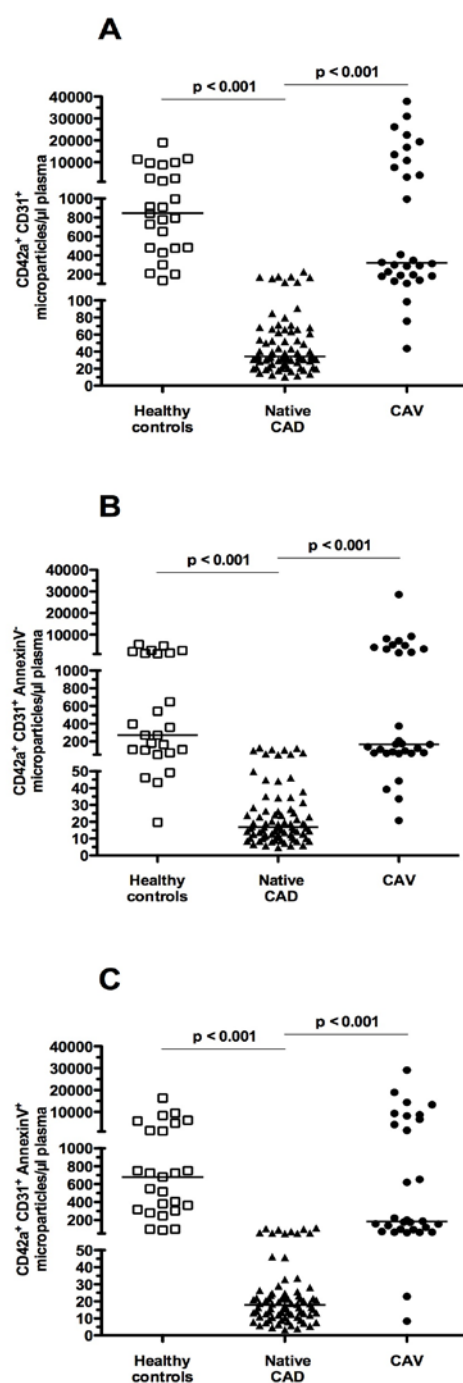 A
p < 0.001
p < 0.001
CD42a⁺ CD31⁺
microparticles/µl plasma
40000
30000
20000
10000
1000
800
600
400
200
100
80
60
40
20
0
Healthy
controls
Native
CAD
CAV
B
p < 0.001
p < 0.001
CD42a⁺ CD31⁺ AnnexinV⁻
microparticles/µl plasma
40000
30000
20000
10000
1000
800
600
400
200
50
40
30
20
10
0
Healthy
controls
Native
CAD
CAV
C
p < 0.001
p < 0.001
CD42a⁺ CD31⁺ AnnexinV⁺
microparticles/µl plasma
40000
30000
20000
10000
1000
800
600
400
200
50
40
30
20
10
0
Healthy
controls
Native
CAD
CAV